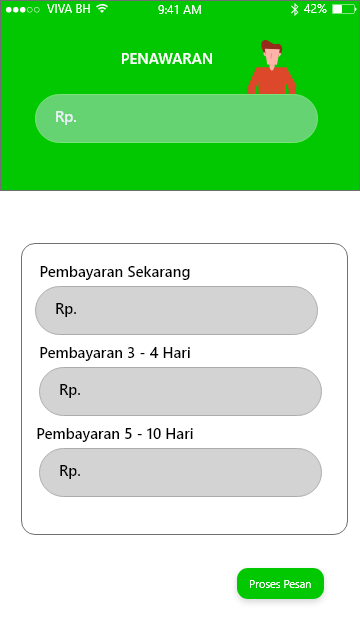 VIVA BH 9:41 AM 42%
PENAWARAN
Rp.
Pembayaran Sekarang
Rp.
Pembayaran 3 - 4 Hari
Rp.
Pembayaran 5 - 10 Hari
Rp.
Proses Pesan